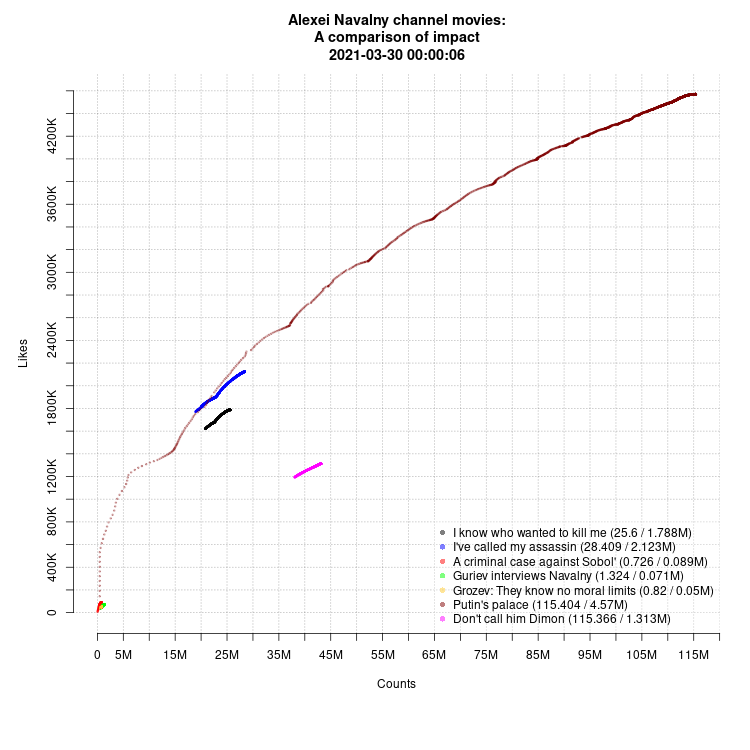 Alexei Navalny channel movies:
A comparison of impact
2021-03-30 00:00:06
Likes
4200K
3600K
3000K
2400K
1800K
1200K
800K
400K
0
I know who wanted to kill me (25.6 / 1.788M)
I've called my assassin (28.409 / 2.123M)
A criminal case against Sobol' (0.726 / 0.089M)
Guriev interviews Navalny (1.324 / 0.071M)
Grozev: They know no moral limits (0.82 / 0.05M)
Putin's palace (115.404 / 4.57M)
Don't call him Dimon (115.366 / 1.313M)
0 5M 15M 25M 35M 45M 55M 65M 75M 85M 95M 105M 115M
Counts